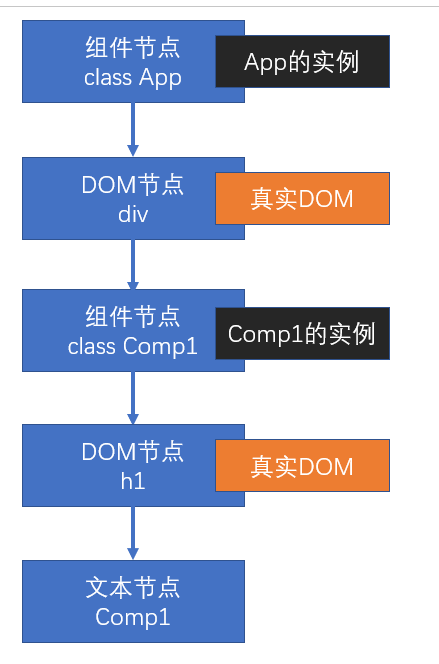 组件节点
class App
App的实例
DOM节点
div
真实DOM
组件节点
class Comp1
Comp1的实例
DOM节点
h1
真实DOM
文本节点
Comp1